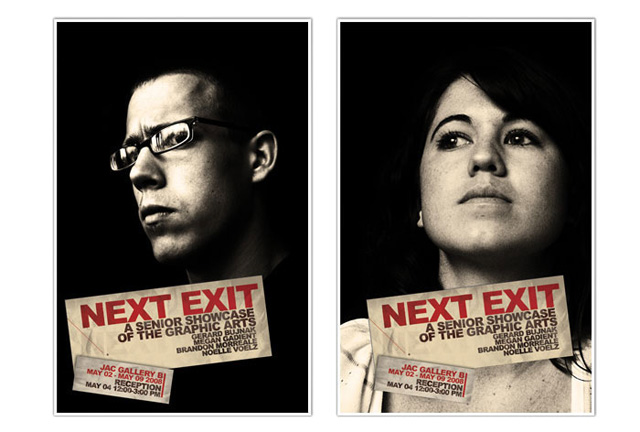 NEXT EXIT
A SENIOR SHOWCASE
OF THE GRAPHIC ARTS
GERARD BUJNAK
MEGAN GADIENT
BRANDON MORREALE
NOELLE VOELZ
JAC GALLERY B|
MAY 02 - MAY 09 2008
RECEPTION
MAY 04 12:00-3:00 PM
NEXT EXIT
A SENIOR SHOWCASE
OF THE GRAPHIC ARTS
GERARD BUJNAK
MEGAN GADIENT
BRANDON MORREALE
NOELLE VOELZ
JAC GALLERY B|
MAY 02 - MAY 09 2008
RECEPTION
MAY 04 12:00-3:00 PM